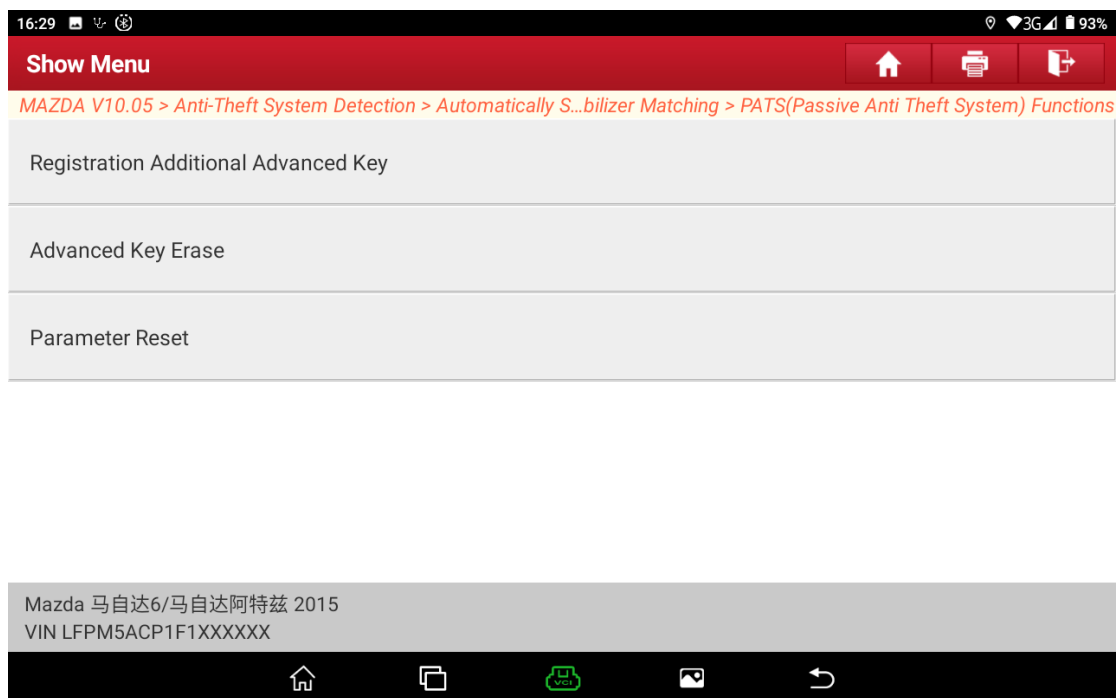 16:29 3G 93%
Show Menu
MAZDA V10.05 > Anti-Theft System Detection > Automatically S...bilizer Matching > PATS(Passive Anti Theft System) Functions
Registration Additional Advanced Key
Advanced Key Erase
Parameter Reset
Mazda 马自达6/马自达阿特兹 2015
VIN LFPM5ACP1F1XXXXXX
VCI